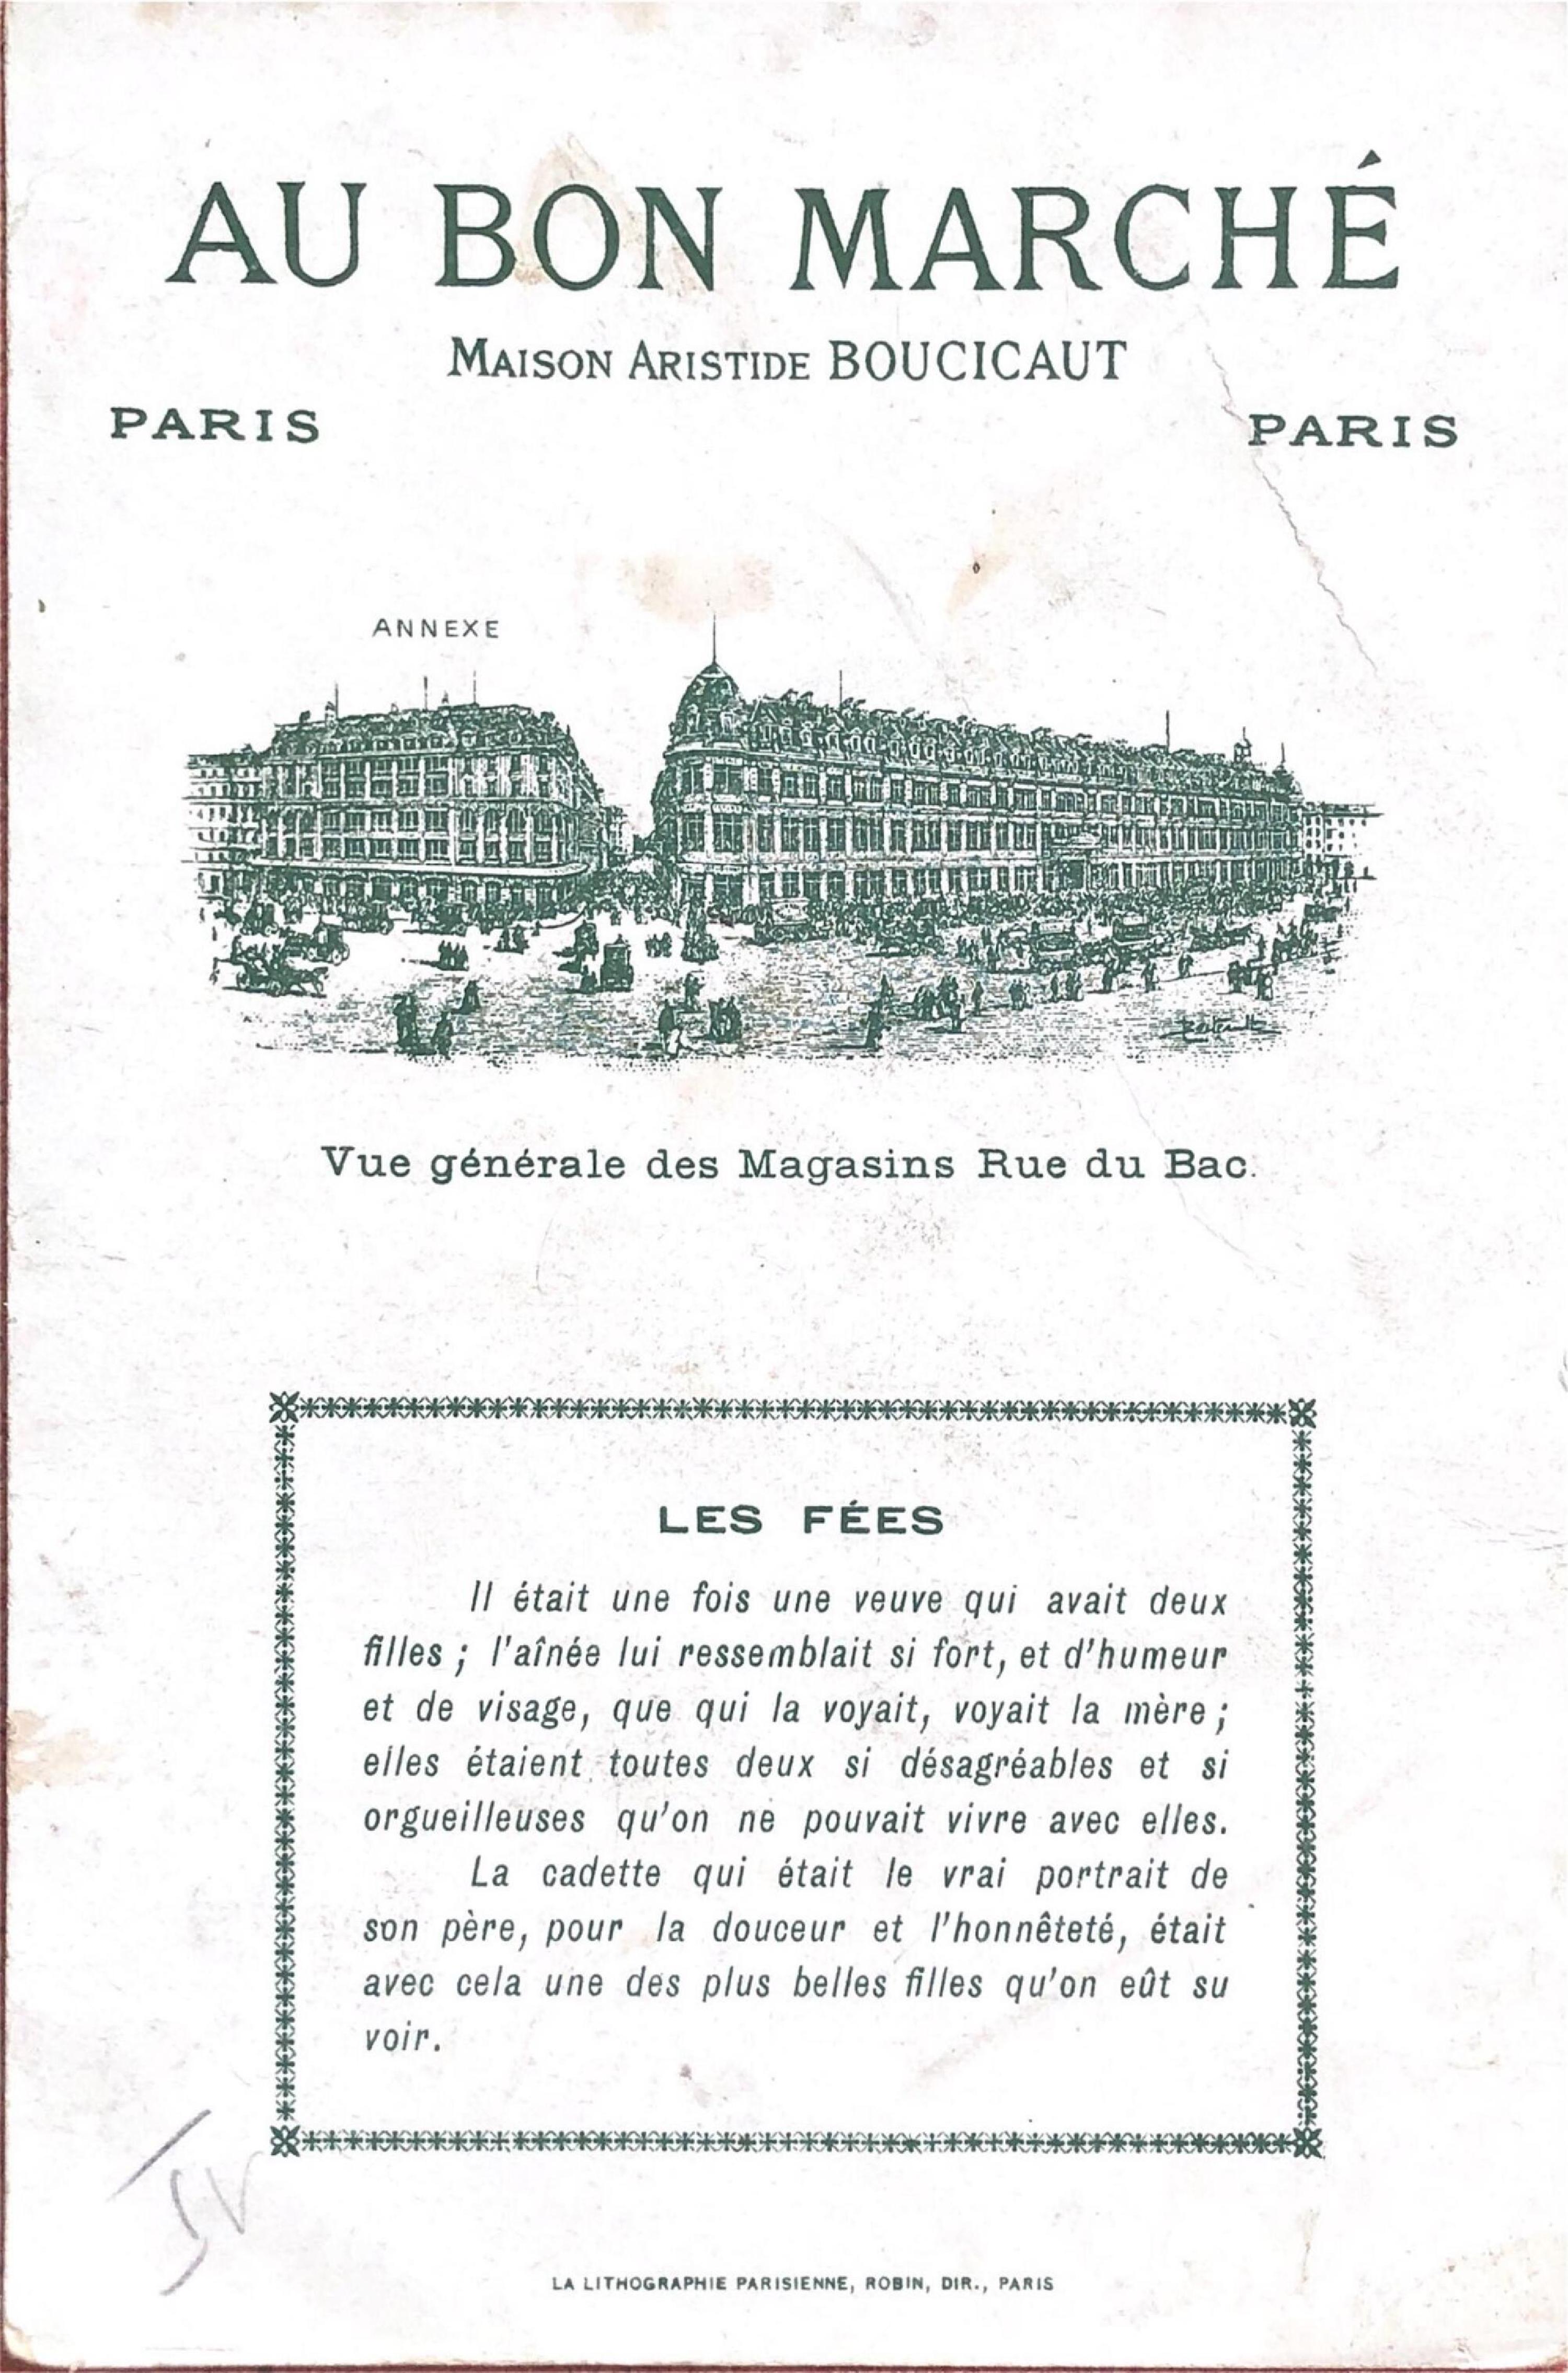 AU BON MARCHÉ
MAISON ARISTIDE BOUCICAUT
PARIS
PARIS
ANNEXE
Vue générale des Magasins Rue du Bac.
LES FÉES
Il était une fois une veuve qui avait deux
filles ; l'aînée lui ressemblait si fort, et d'humeur
et de visage, que qui la voyait, voyait la mère ;
elles étaient toutes deux si désagréables et si
orgueilleuses qu'on ne pouvait vivre avec elles.
La cadette qui était le vrai portrait de
son père, pour la douceur et l'honnêteté, était
avec cela une des plus belles filles qu'on eût su
voir.
LA LITHOGRAPHIE PARISIENNE, ROBIN, DIR., PARIS